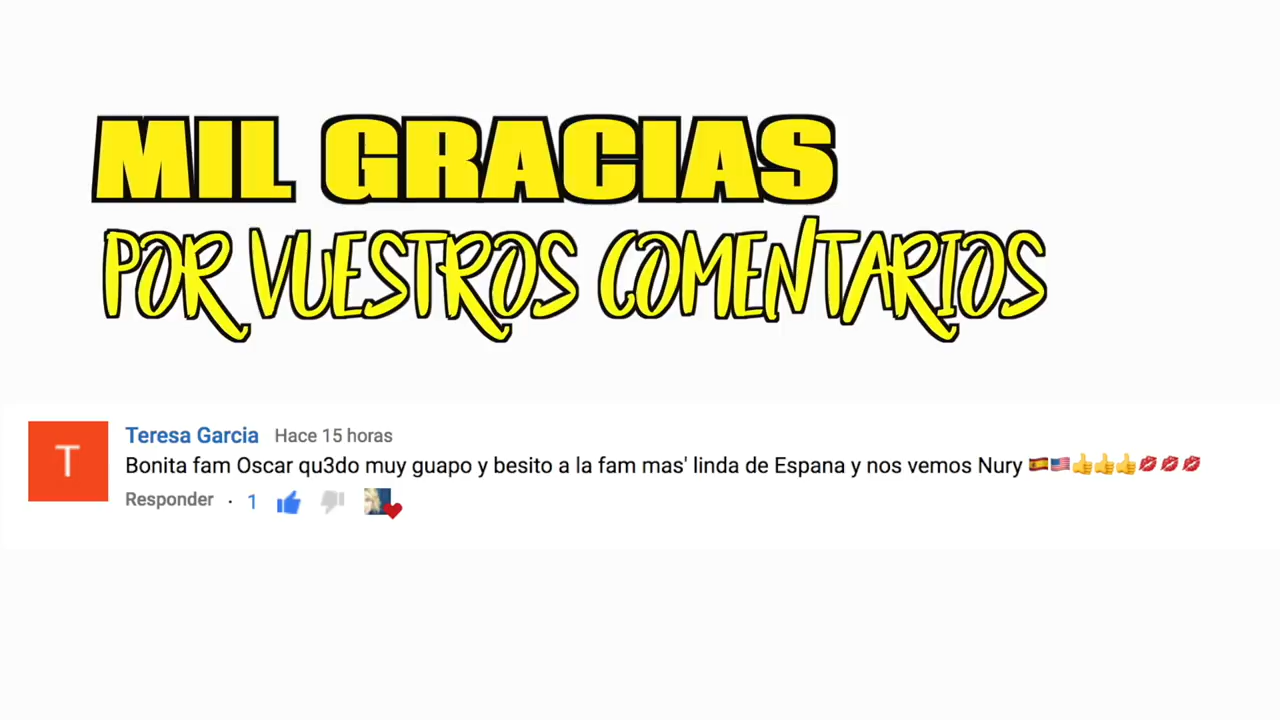 MIL GRACIAS
POR VUESTROS COMENTARIOS
T
Teresa Garcia Hace 15 horas
Bonita fam Oscar qu3do muy guapo y besito a la fam mas' linda de Espana y nos vemos Nury 🇪🇸🇺🇸👍👍👍💋💋💋
Responder · 1